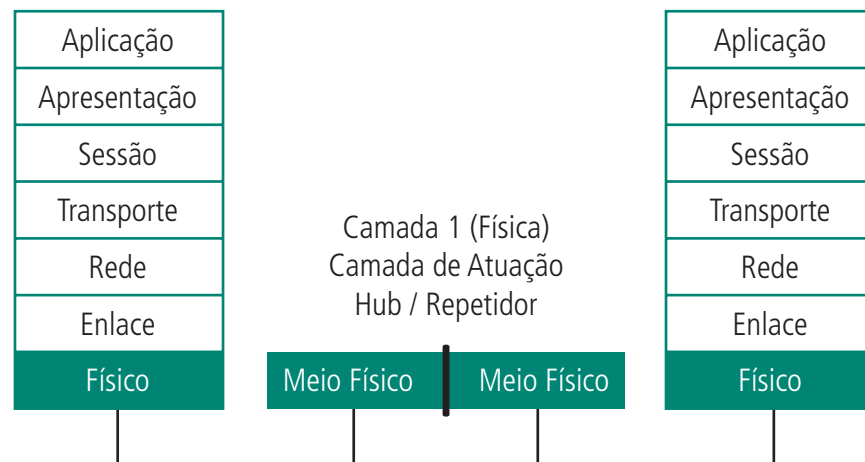 Aplicação
Apresentação
Sessão
Transporte
Rede
Enlace
Físico
Camada 1 (Física)
Camada de Atuação
Hub / Repetidor
Meio Físico
Meio Físico
Aplicação
Apresentação
Sessão
Transporte
Rede
Enlace
Físico